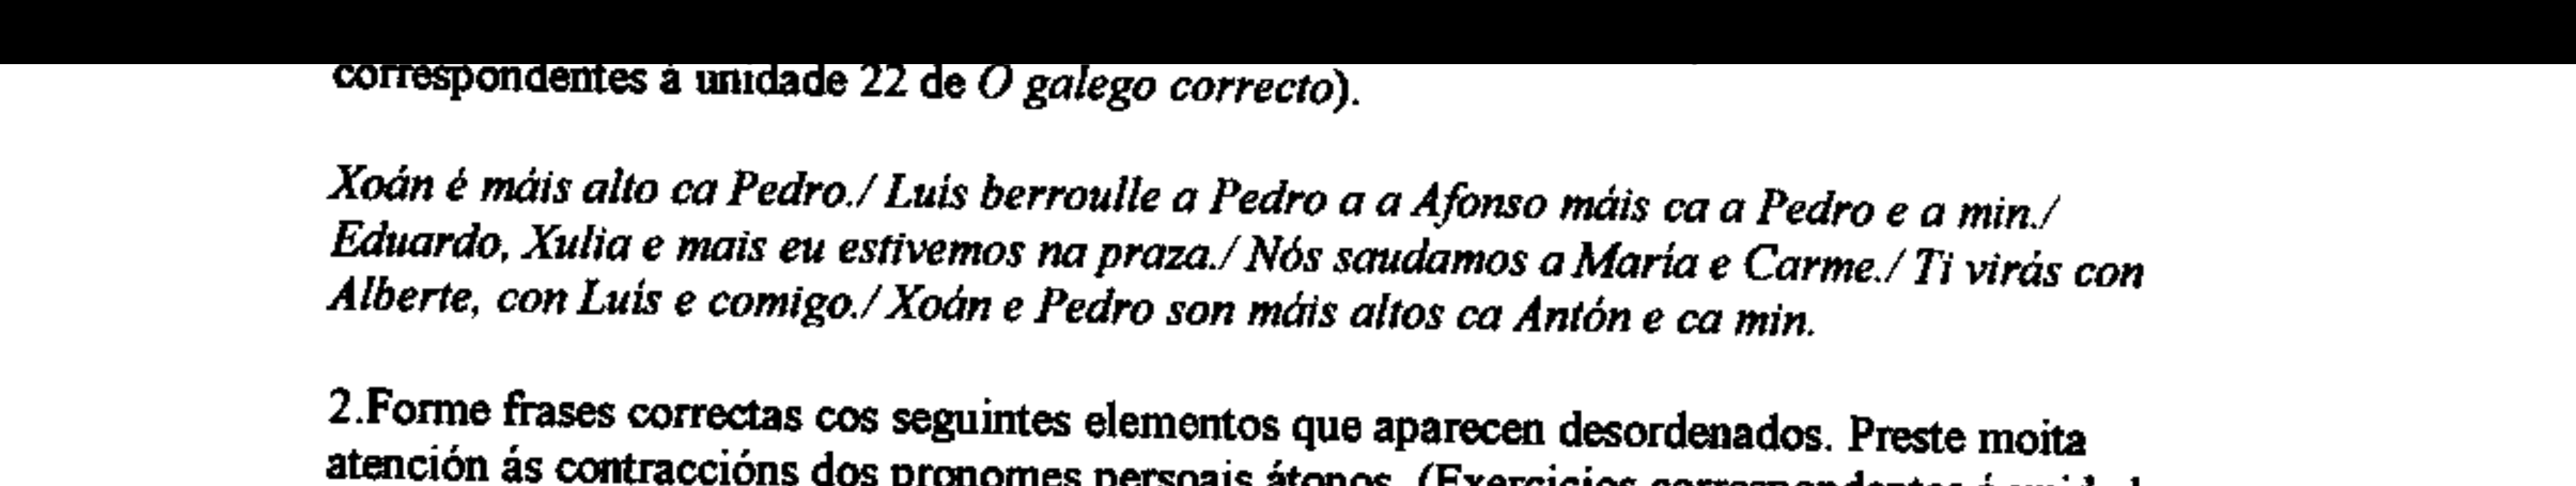 correspondentes á unidade 22 de O galego correcto).
Xoán é máis alto ca Pedro./ Luís berroulle a Pedro a a Afonso máis ca a Pedro e a min./
Eduardo, Xulia e mais eu estivemos na praza./ Nós saudamos a María e Carme./ Ti virás con
Alberte, con Luís e comigo./ Xoán e Pedro son máis altos ca Antón e ca min.
2.Forme frases correctas cos seguintes elementos que aparecen desordenados. Preste moita
atención ás contraccións dos pronomes persoais átonos. (Exercicios correspondentes á